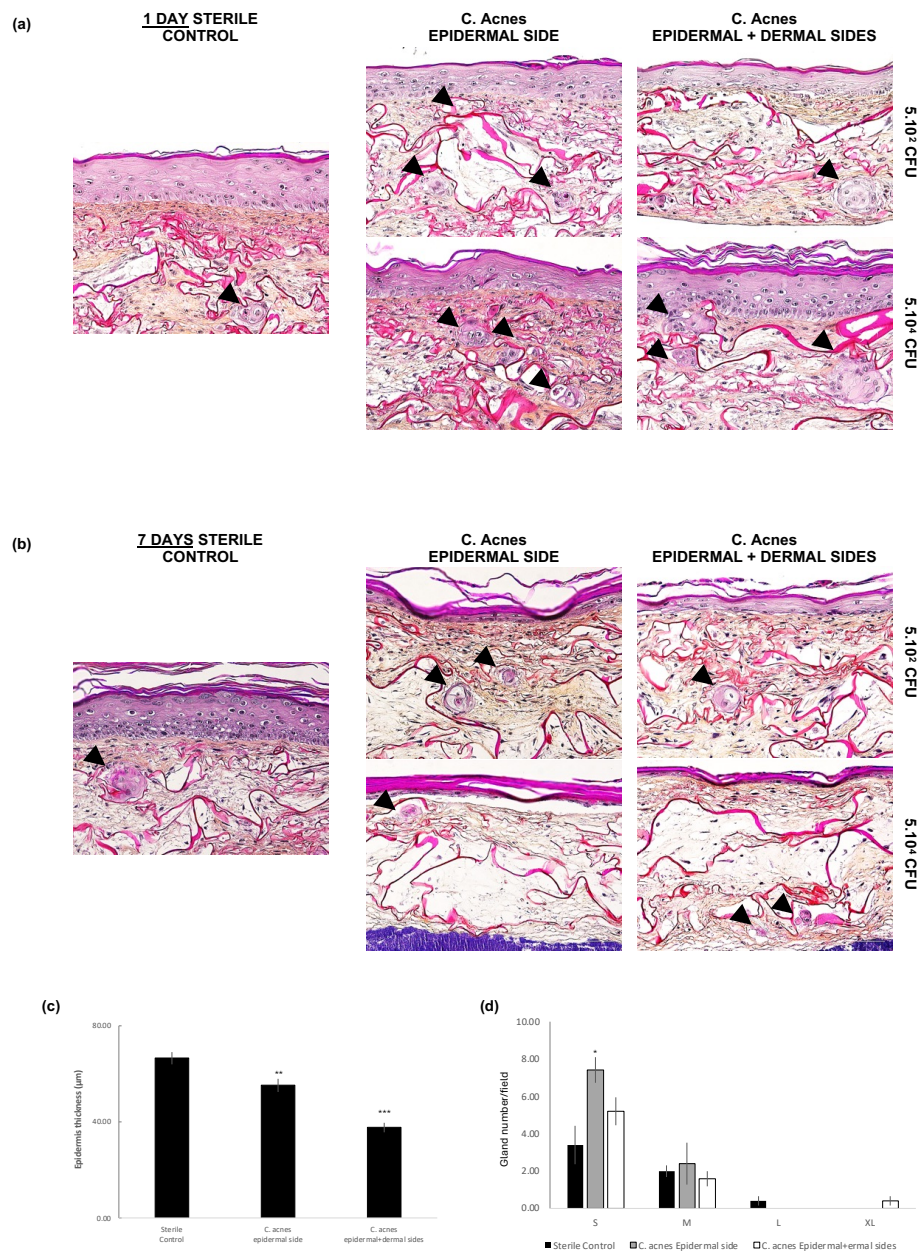 (a)
1 DAY STERILE
CONTROL
C. Acnes
EPIDERMAL SIDE
C. Acnes
EPIDERMAL + DERMAL SIDES
5.10² CFU
5.10⁴ CFU
(b)
7 DAYS STERILE
CONTROL
C. Acnes
EPIDERMAL SIDE
C. Acnes
EPIDERMAL + DERMAL SIDES
5.10² CFU
5.10⁴ CFU
(c)
80.00
40.00
0.00
Epidermis thickness (µm)
**
***
Sterile
Control
C. acnes
epidermal side
C. acnes
epidermal+dermal sides
(d)
10.00
8.00
6.00
4.00
2.00
0.00
Gland number/field
*
S
M
L
XL
Sterile Control
C. acnes Epidermal side
C. acnes Epidermal+ermal sides